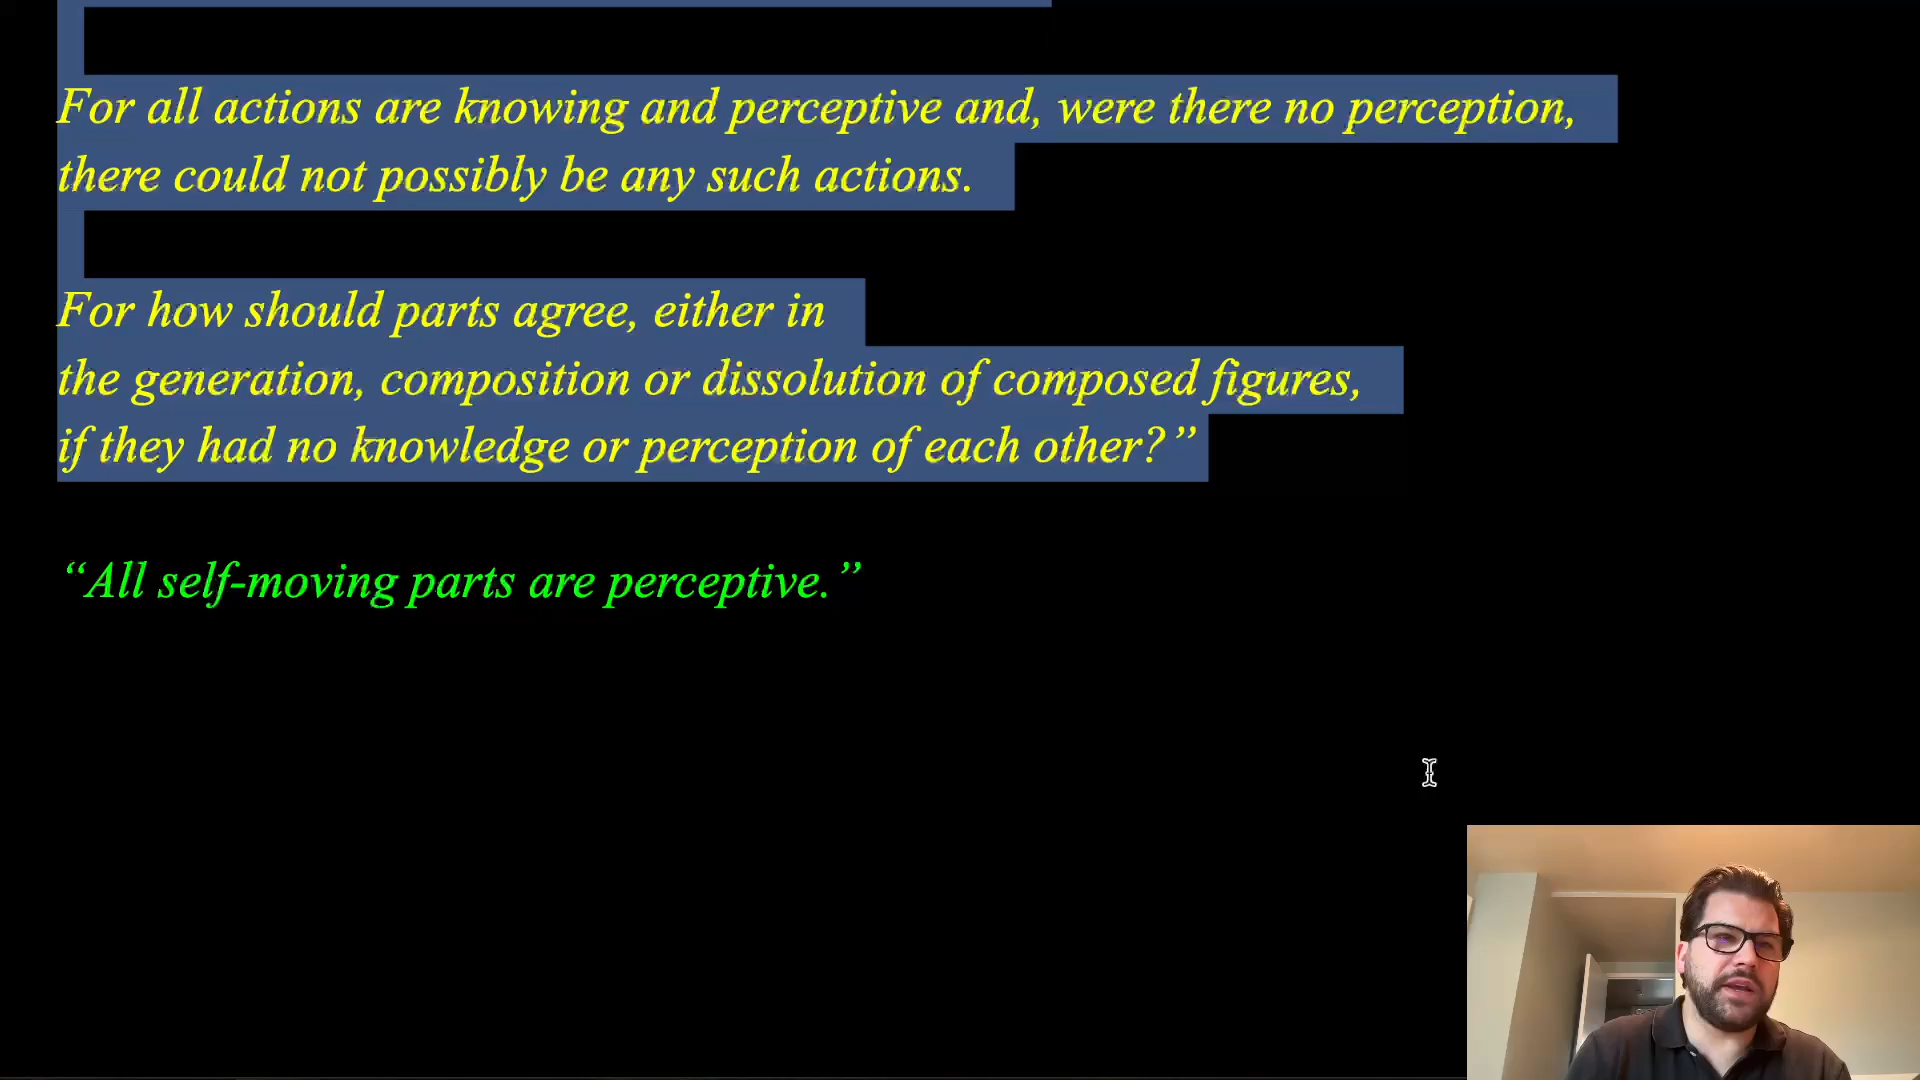 For all actions are knowing and perceptive and, were there no perception,
there could not possibly be any such actions.
For how should parts agree, either in
the generation, composition or dissolution of composed figures,
if they had no knowledge or perception of each other?”
“All self-moving parts are perceptive.”